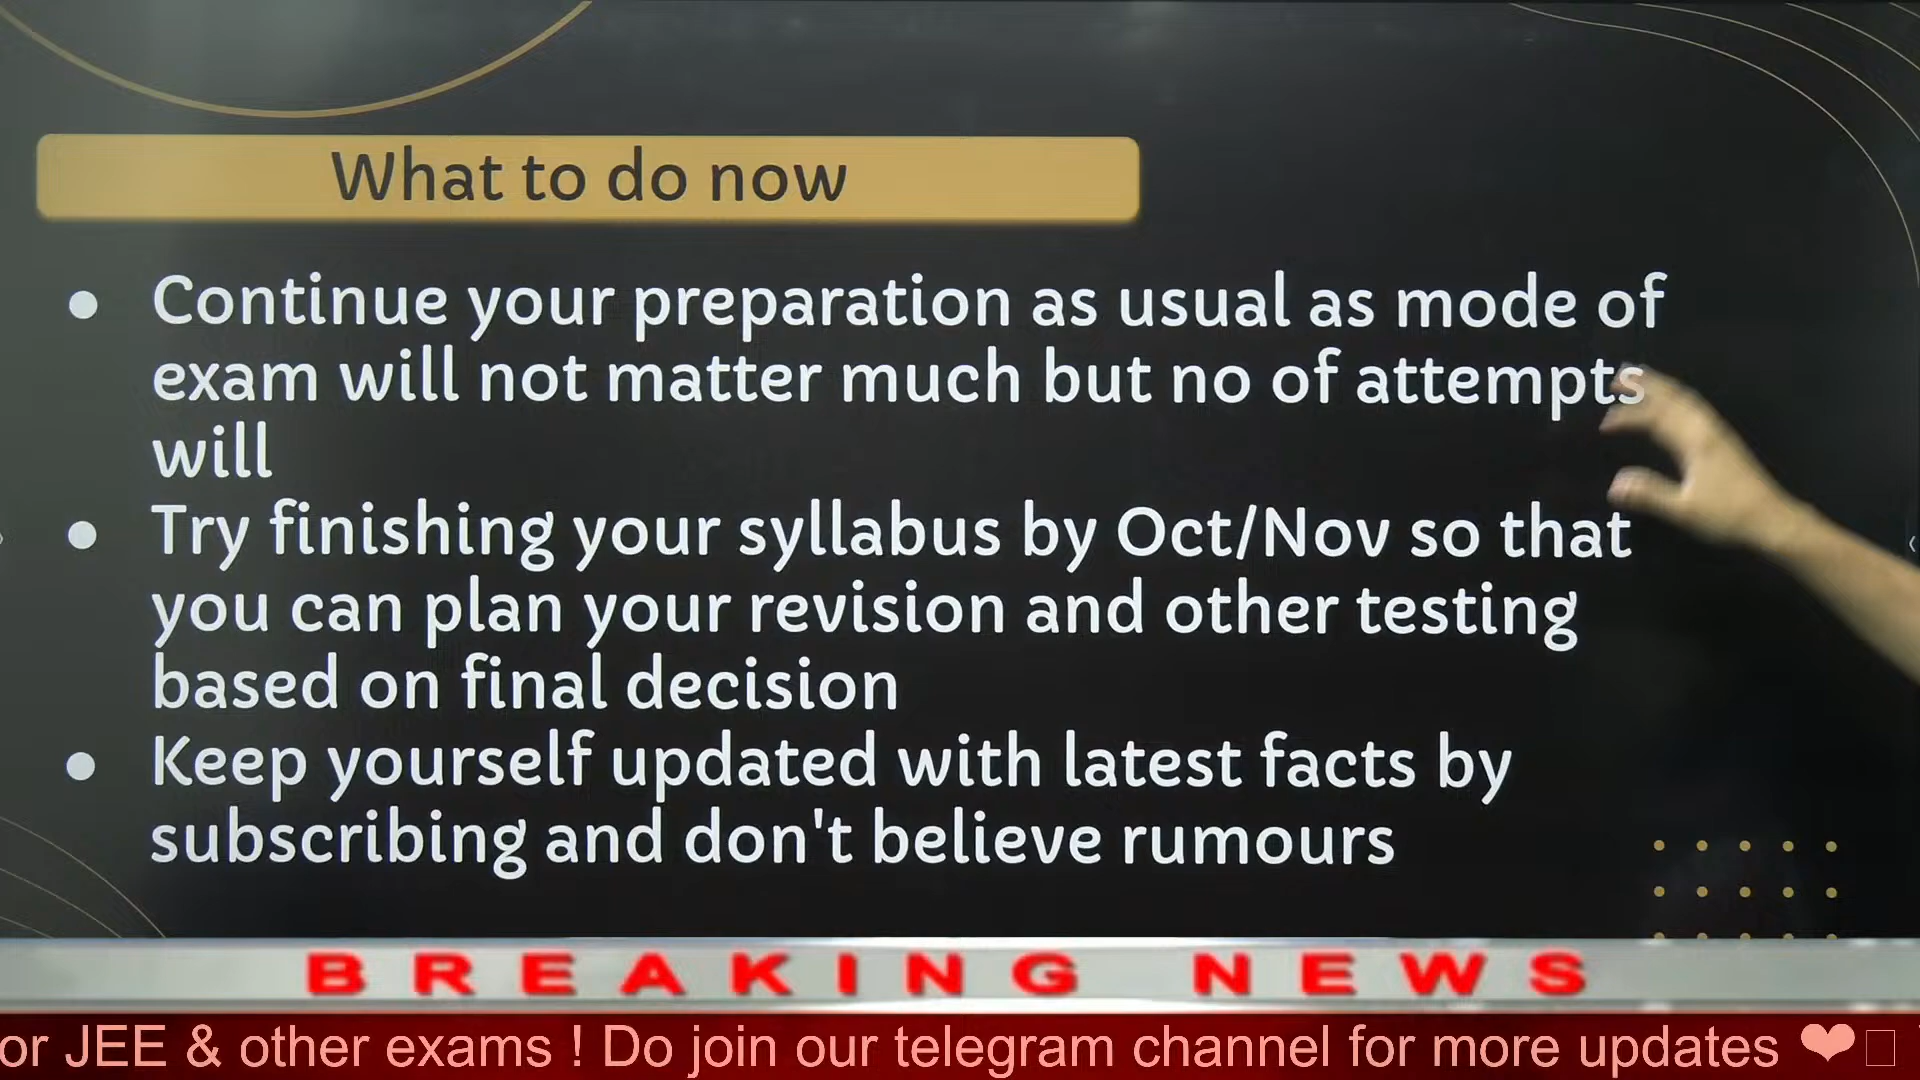 What to do now
● Continue your preparation as usual as mode of
exam will not matter much but no of attempts
will
● Try finishing your syllabus by Oct/Nov so that
you can plan your revision and other testing
based on final decision
● Keep yourself updated with latest facts by
subscribing and don't believe rumours
BREAKING NEWS
or JEE & other exams ! Do join our telegram channel for more updates ❤